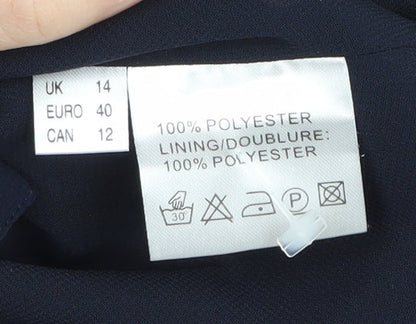 UK 14
EURO 40
CAN 12
100% POLYESTER
LINING/DOUBLURE:
100% POLYESTER
30°
P